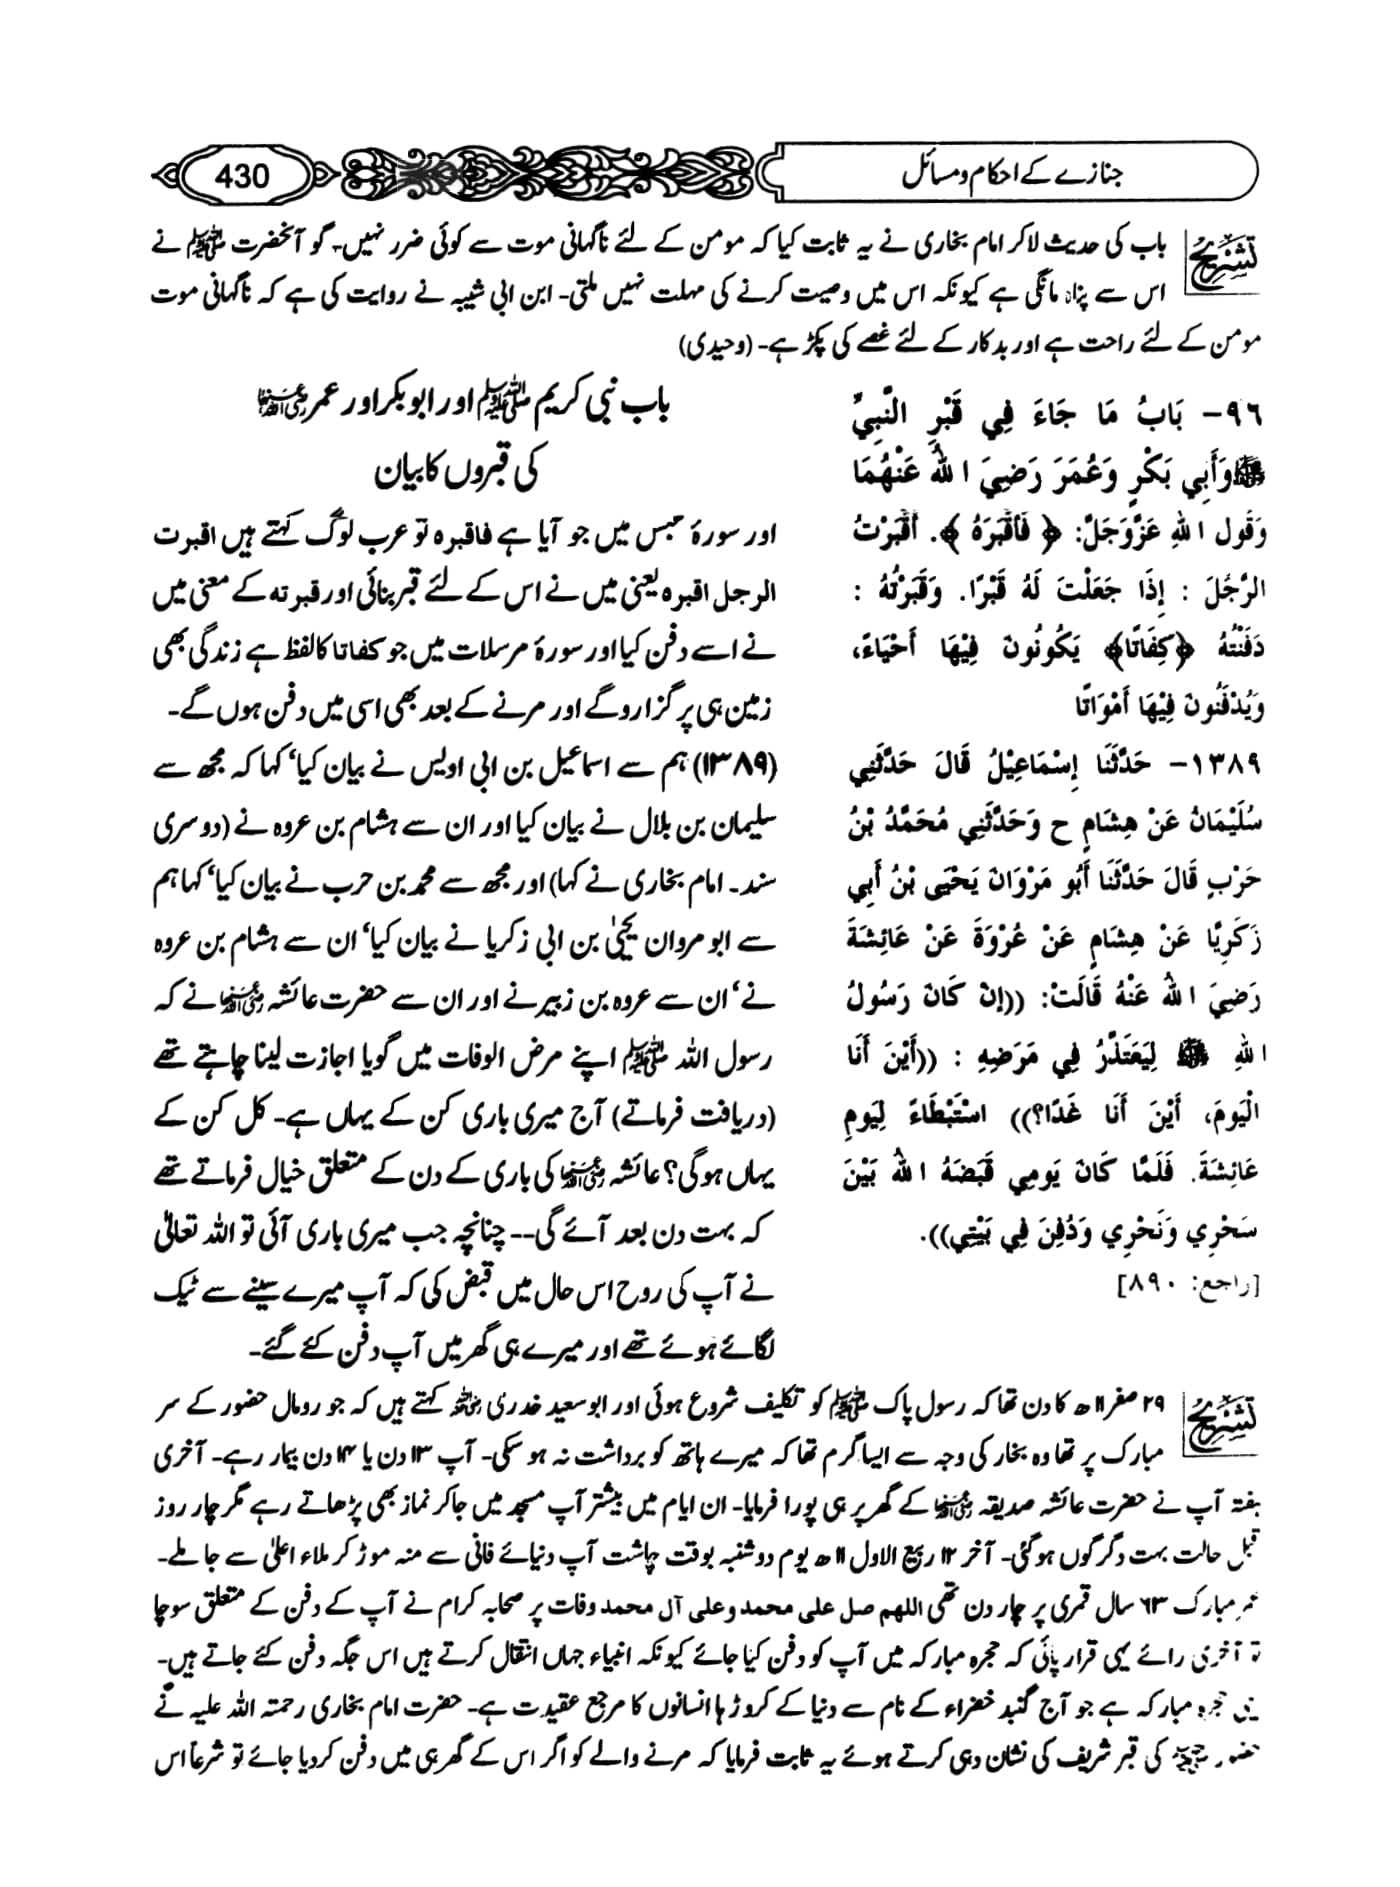 جنازے کے احکام و مسائل
430
تشریح
باب کی حدیث لاکر امام بخاری نے یہ ثابت کیا کہ مومن کے لئے ناگہانی موت سے کوئی ضرر نہیں۔ گو آنحضرت ﷺ نے
اس سے پناہ مانگی ہے کیونکہ اس میں وصیت کرنے کی مہلت نہیں ملتی۔ ابن ابی شیبہ نے روایت کی ہے کہ ناگہانی موت
مومن کے لئے راحت ہے اور بدکار کے لئے غصے کی پکڑ ہے۔ (وحیدی)
٩٦- بَابُ مَا جَاءَ فِي قَبْرِ النَّبِيِّ
ﷺ وَأَبِي بَكْرٍ وَعُمَرَ رَضِيَ اللهُ عَنْهُمَا
وَقَولِ اللهِ عَزَّوَجَلَّ: ﴿ فَأَقْبَرَهُ ﴾. أَقْبَرْتُ
الرَّجُلَ : إِذَا جَعَلْتَ لَهُ قَبْرًا. وَقَبَرْتُهُ :
دَفَنْتُهُ ﴿كِفَاتًا﴾ يَكُونُونَ فِيْهَا أَحْيَاءً،
وَيُدْفَنُونَ فِيْهَا أَمْوَاتًا
١٣٨٩- حَدَّثَنَا إِسْمَاعِيْلُ قَالَ حَدَّثَنِي
سُلَيْمَانُ عَنْ هِشَامٍ ح وَحَدَّثَنِي مُحَمَّدُ بْنُ
حَرْبٍ قَالَ حَدَّثَنَا أَبُو مَرْوَانَ يَحْيَى بْنُ أَبِي
زَكَرِيَّا عَنْ هِشَامٍ عَنْ عُرْوَةَ عَنْ عَائِشَةَ
رَضِيَ اللهُ عَنْهُ قَالَتْ: ((إِنْ كَانَ رَسُولُ
اللهِ ﷺ لِيَعْتَذِّرُ فِي مَرَضِهِ : ((أَيْنَ أَنَا
الْيَومَ، أَيْنَ أَنَا غَدًا؟)) اسْتَبْطَاءً لِيَومِ
عَائِشَةَ. فَلَمَّا كَانَ يَومِي قَبَضَهُ اللهُ بَيْنَ
سَحْرِي وَنَحْرِي وَدُفِنَ فِي بَيْتِي)).
[راجع: ٨٩٠]
باب نبی کریم ﷺ اور ابوبکر اور عمر رضی اللہ عنہما
کی قبروں کا بیان
اور سورۂ عبس میں جو آیا ہے فاقبرہ تو عرب لوگ کہتے ہیں اقبرت
الرجل اقبرہ یعنی میں نے اس کے لئے قبر بنائی اور قبرتہ کے معنی میں
نے اسے دفن کیا اور سورۂ مرسلات میں جو کفاتا کا لفظ ہے زندگی بھی
زمین ہی پر گزارو گے اور مرنے کے بعد بھی اسی میں دفن ہوں گے۔
(۱۳۸۹) ہم سے اسماعیل بن ابی اویس نے بیان کیا‘ کہا کہ مجھ سے
سلیمان بن بلال نے بیان کیا اور ان سے ہشام بن عروہ نے (دوسری
سند۔ امام بخاری نے کہا) اور مجھ سے محمد بن حرب نے بیان کیا‘ کہا ہم
سے ابو مروان یحییٰ بن ابی زکریا نے بیان کیا‘ ان سے ہشام بن عروہ
نے‘ ان سے عروہ بن زبیر نے اور ان سے حضرت عائشہ رضی اللہ عنہا نے کہ
رسول اللہ ﷺ اپنے مرض الوفات میں گویا اجازت لینا چاہتے تھے
(دریافت فرماتے) آج میری باری کن کے یہاں ہے۔ کل کن کے
یہاں ہوگی؟ عائشہ رضی اللہ عنہا کی باری کے دن کے متعلق خیال فرماتے تھے
کہ بہت دن بعد آئے گی-- چنانچہ جب میری باری آئی تو اللہ تعالیٰ
نے آپ کی روح اس حال میں قبض کی کہ آپ میرے سینے سے ٹیک
لگائے ہوئے تھے اور میرے ہی گھر میں آپ دفن کئے گئے۔
تشریح
۲۹ صفر ۱۱ھ کا دن تھا کہ رسول پاک ﷺ کو تکلیف شروع ہوئی اور ابو سعید خدری رضی اللہ عنہ کہتے ہیں کہ جو رومال حضور کے سر
مبارک پر تھا وہ بخار کی وجہ سے ایسا گرم تھا کہ میرے ہاتھ کو برداشت نہ ہو سکی۔ آپ ۱۳ دن یا ۱۴ دن بیمار رہے۔ آخری
ہفتہ آپ نے حضرت عائشہ صدیقہ رضی اللہ عنہا کے گھر پر ہی پورا فرمایا۔ ان ایام میں بیشتر آپ مسجد میں جاکر نماز بھی پڑھاتے رہے مگر چار روز
قبل حالت بہت دگرگوں ہوگئی۔ آخر ۱۲ ربیع الاول ۱۱ھ یوم دوشنبہ بوقت چاشت آپ دنیائے فانی سے منہ موڑ کر ملاء اعلیٰ سے جاملے۔
عمر مبارک ۶۳ سال قمری پر چار دن تھی اللھم صل علی محمد وعلی آل محمد وفات پر صحابہ کرام نے آپ کے دفن کے متعلق سوچا
آخری رائے یہی قرار پائی کہ حجرہ مبارکہ میں آپ کو دفن کیا جائے کیونکہ انبیاء جہاں انتقال کرتے ہیں اس جگہ دفن کئے جاتے ہیں۔
حجرہ مبارکہ ہے جو آج گنبد خضراء کے نام سے دنیا کے کروڑہا انسانوں کا مرجع عقیدت ہے۔ حضرت امام بخاری رحمتہ اللہ علیہ نے
حضور ﷺ کی قبر شریف کی نشان دہی کرتے ہوئے یہ ثابت فرمایا کہ مرنے والے کو اگر اس کے گھر ہی میں دفن کردیا جائے تو شرعاً اس